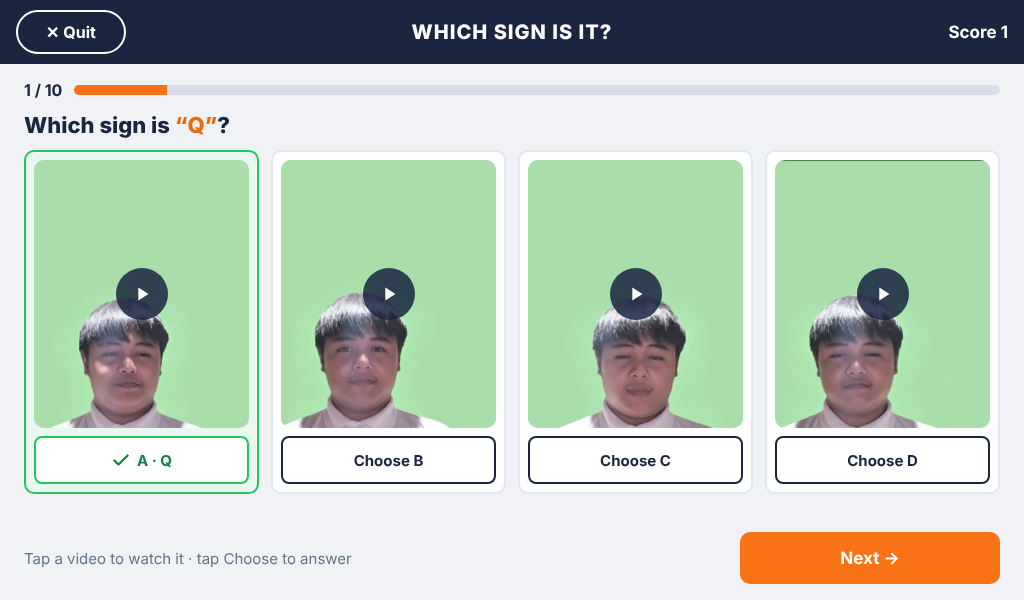 ✕ Quit
WHICH SIGN IS IT?
Score 1
1 / 10
Which sign is “Q”?
✓ A · Q
Choose B
Choose C
Choose D
Tap a video to watch it · tap Choose to answer
Next →